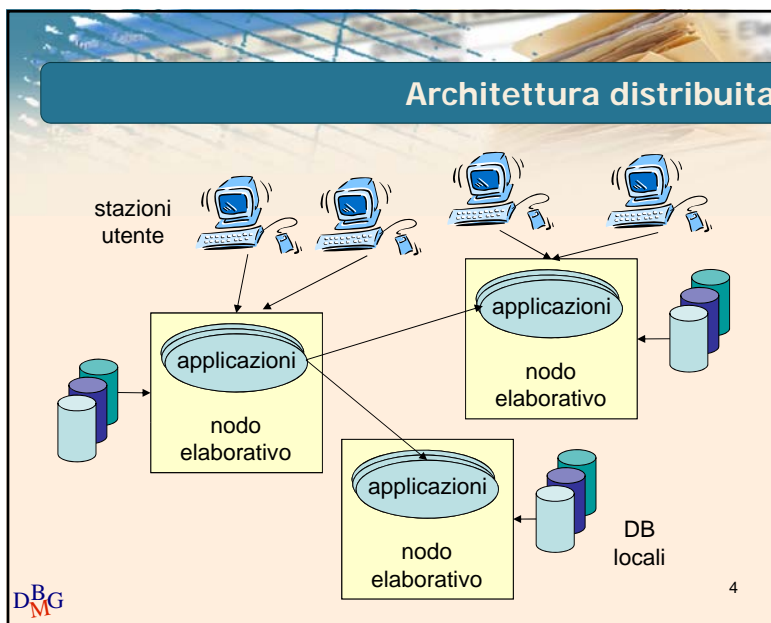 Architettura distribuita
stazioni
utente
applicazioni
nodo
elaborativo
applicazioni
nodo
elaborativo
applicazioni
nodo
elaborativo
DB
locali
DBMG
4